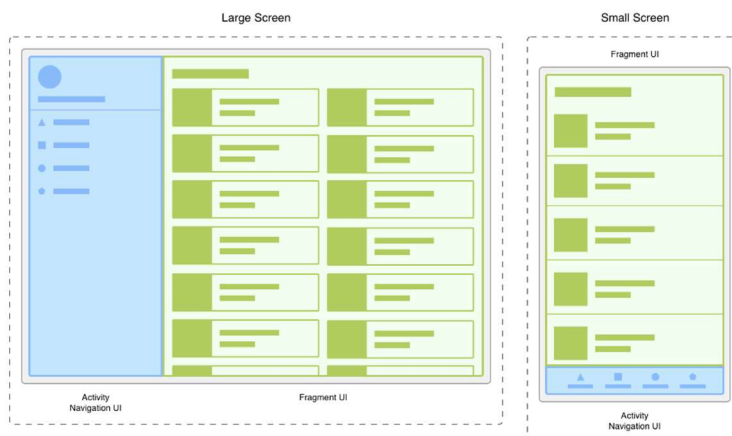 Large Screen
Small Screen
Fragment UI
Activity
Navigation UI
Fragment UI
Activity
Navigation UI